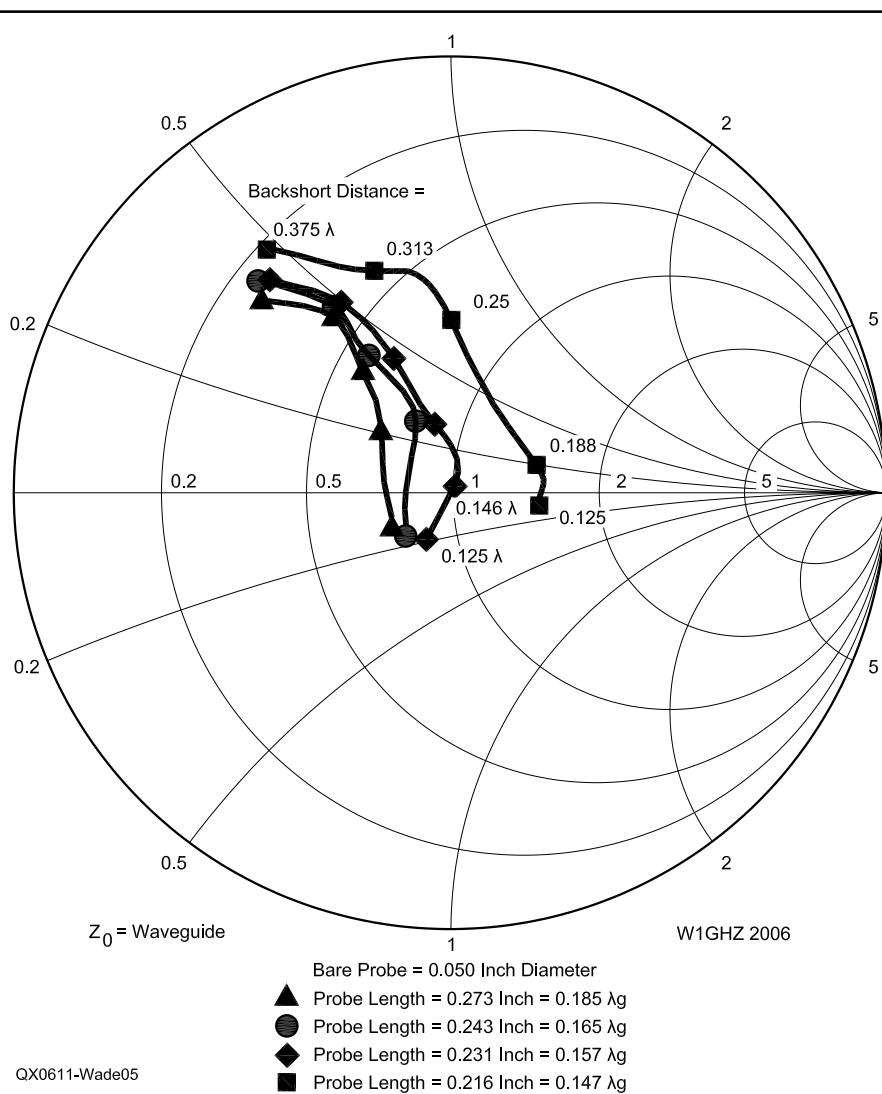 1
0.5
2
Backshort Distance =
0.375 λ
0.313
0.25
0.2
5
0.188
0.2
0.5
1
2
5
0.146 λ
0.125
0.125 λ
0.2
5
0.5
2
Z0 = Waveguide
1
W1GHZ 2006
Bare Probe = 0.050 Inch Diameter
Probe Length = 0.273 Inch = 0.185 λg
Probe Length = 0.243 Inch = 0.165 λg
Probe Length = 0.231 Inch = 0.157 λg
Probe Length = 0.216 Inch = 0.147 λg
QX0611-Wade05